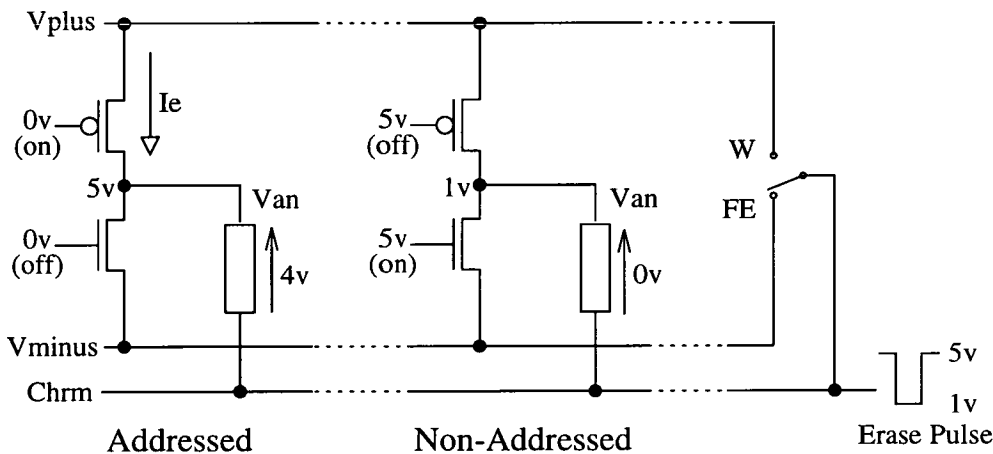 Vplus
Ie
0v
(on)
5v
(off)
W
5v
Van
1v
Van
FE
0v
(off)
4v
5v
(on)
0v
Vminus
5v
Chrm
1v
Addressed
Non-Addressed
Erase Pulse